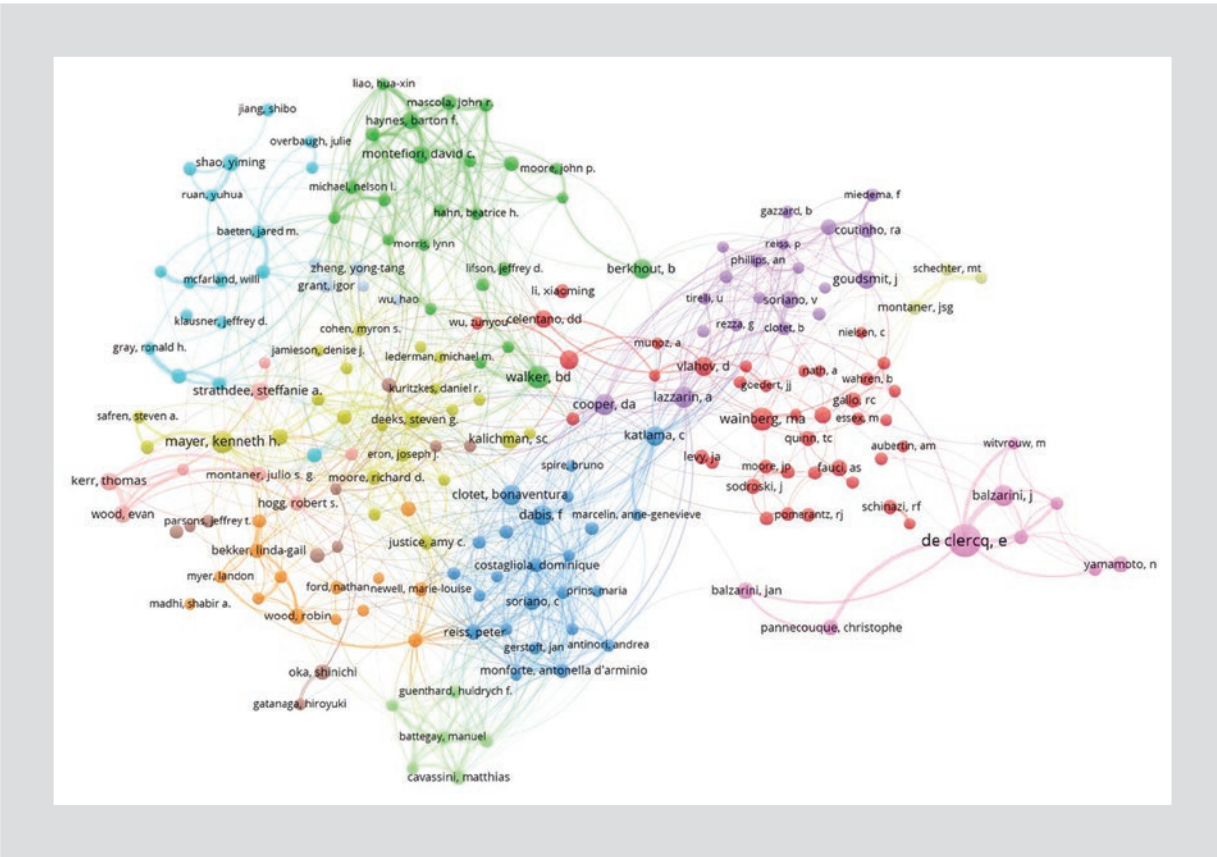 liao, hua-xin
jiang, shibo
mascola, john r.
haynes, barton f.
overbaugh, julie
montefiori, david c.
shao, yiming
moore, john p.
michael, nelson l.
ruan, yuhua
miedema, f
gazzard, b
hahn, beatrice h.
baeten, jared m.
coutinho, ra
morris, lynn
reiss, p
phillips, an
zheng, yong-tang
lifson, jeffrey d.
berkhout, b
schechter, mt
mcfarland, willi
grant, igor
goudsmit, j
li, xiaoming
wu, hao
tirelli, u
soriano, v
montaner, jsg
klausner, jeffrey d.
cohen, myron s.
wu, zunyou
celentano, dd
rezza, g
clotet, b
nielsen, c
gray, ronald h.
jamieson, denise j.
lederman, michael m.
munoz, a
vlahov, d
nath, a
wahren, b
strathdee, steffanie a.
kuritzkes, daniel r.
walker, bd
goedert, jj
lazzarin, a
cooper, da
gallo, rc
safren, steven a.
deeks, steven g.
wainberg, ma
essex, m
mayer, kenneth h.
kalichman, sc
katlama, c
quinn, tc
aubertin, am
witvrouw, m
eron, joseph j.
levy, ja
spire, bruno
moore, jp
fauci, as
kerr, thomas
montaner, julio s. g.
moore, richard d.
sodroski, j
clotet, bonaventura
balzarini, j
hogg, robert s.
schinazi, rf
wood, evan
parsons, jeffrey t.
dabis, f
marcelin, anne-genevieve
pomerantz, rj
justice, amy c.
de clercq, e
bekker, linda-gail
costagliola, dominique
yamamoto, n
myer, landon
ford, nathan
newell, marie-louise
prins, maria
balzarini, jan
madhi, shabir a.
soriano, c
wood, robin
reiss, peter
pannecouque, christophe
gerstoft, jan
antinori, andrea
oka, shinichi
monforte, antonella d'arminio
guenthard, huldrych f.
gatanaga, hiroyuki
battegay, manuel
cavassini, matthias